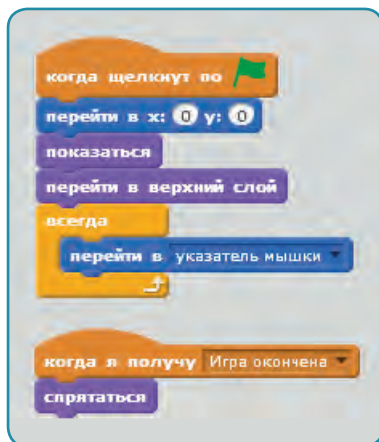 когда щелкнут по
перейти в x: 0 y: 0
показаться
перейти в верхний слой
всегда
перейти в указатель мышки
когда я получу Игра окончена
спрятаться